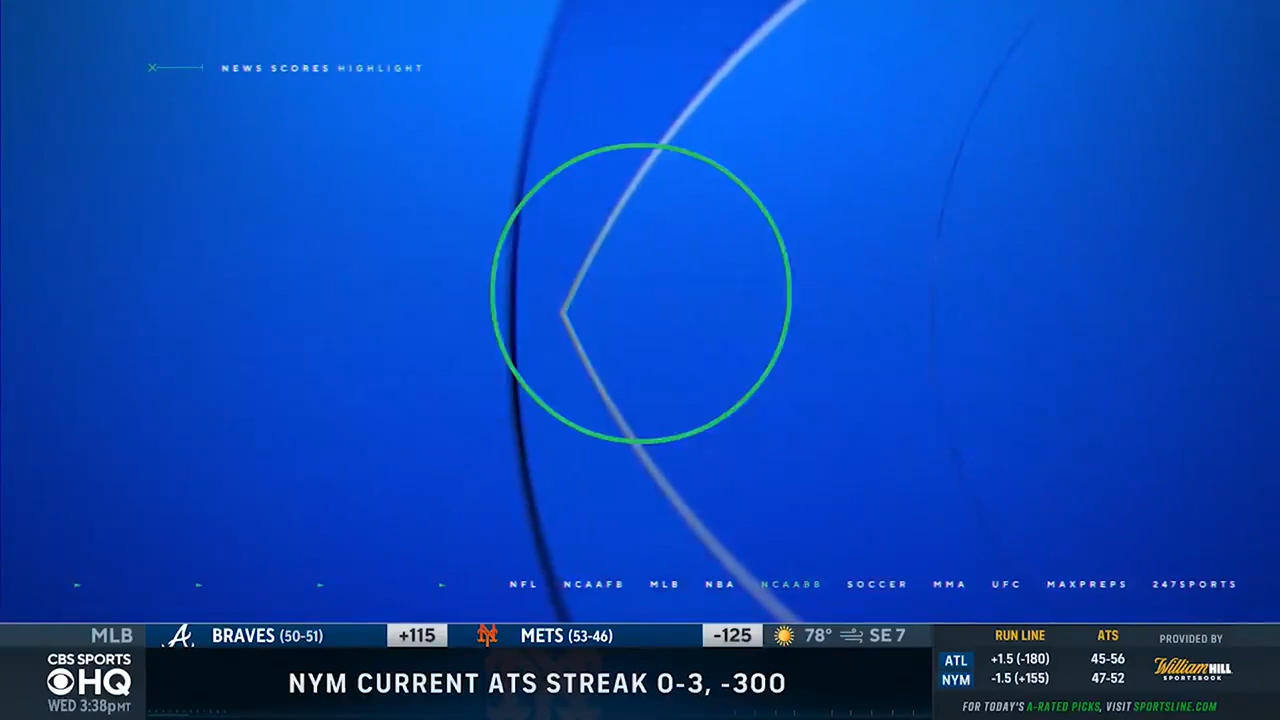 NEWS SCORES HIGHLIGHT
NFL NCAAFB MLB NBA NCAABB SOCCER MMA UFC MAXPREPS 247SPORTS
MLB BRAVES (50-51) +115 METS (53-46) -125 78° SE 7
RUN LINE ATS PROVIDED BY
ATL +1.5 (-180) 45-56 William HILL
SPORTSBOOK
NYM -1.5 (+155) 47-52
CBS SPORTS
HQ
WED 3:38PMT
NYM CURRENT ATS STREAK 0-3, -300
FOR TODAY'S A-RATED PICKS, VISIT SPORTSLINE.COM